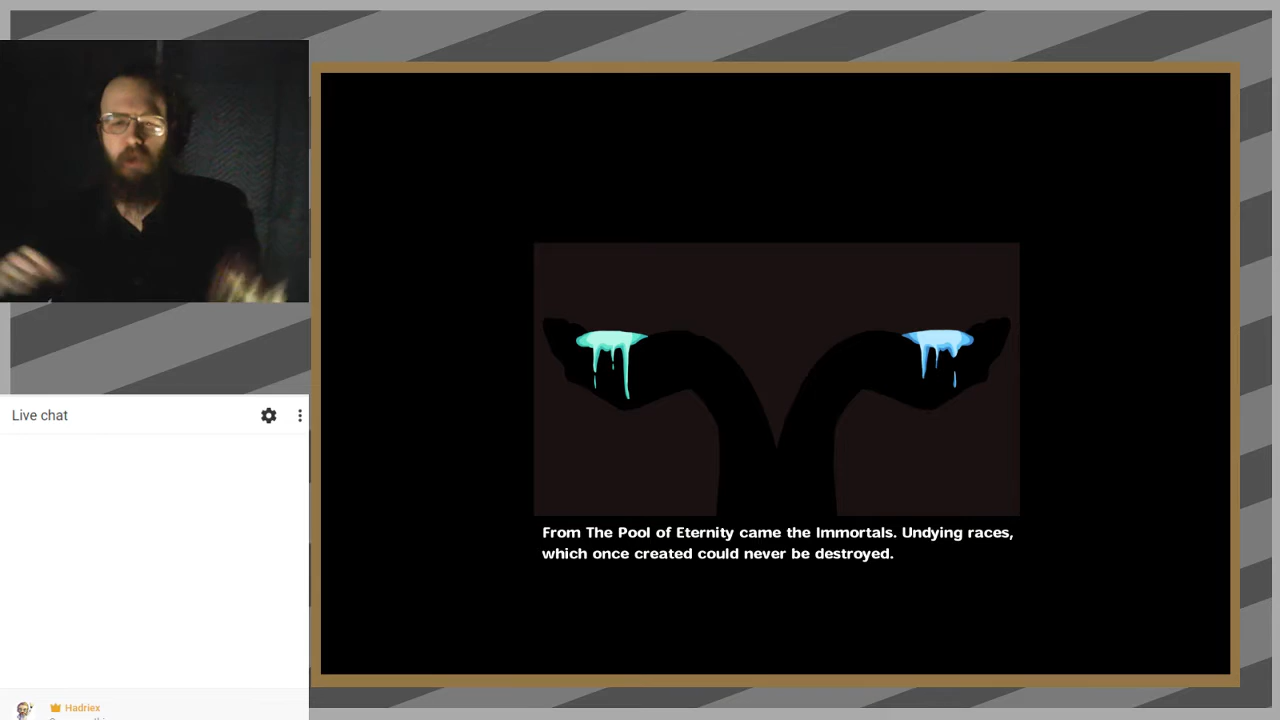 Live chat
From The Pool of Eternity came the Immortals. Undying races,
which once created could never be destroyed.
Hadriex